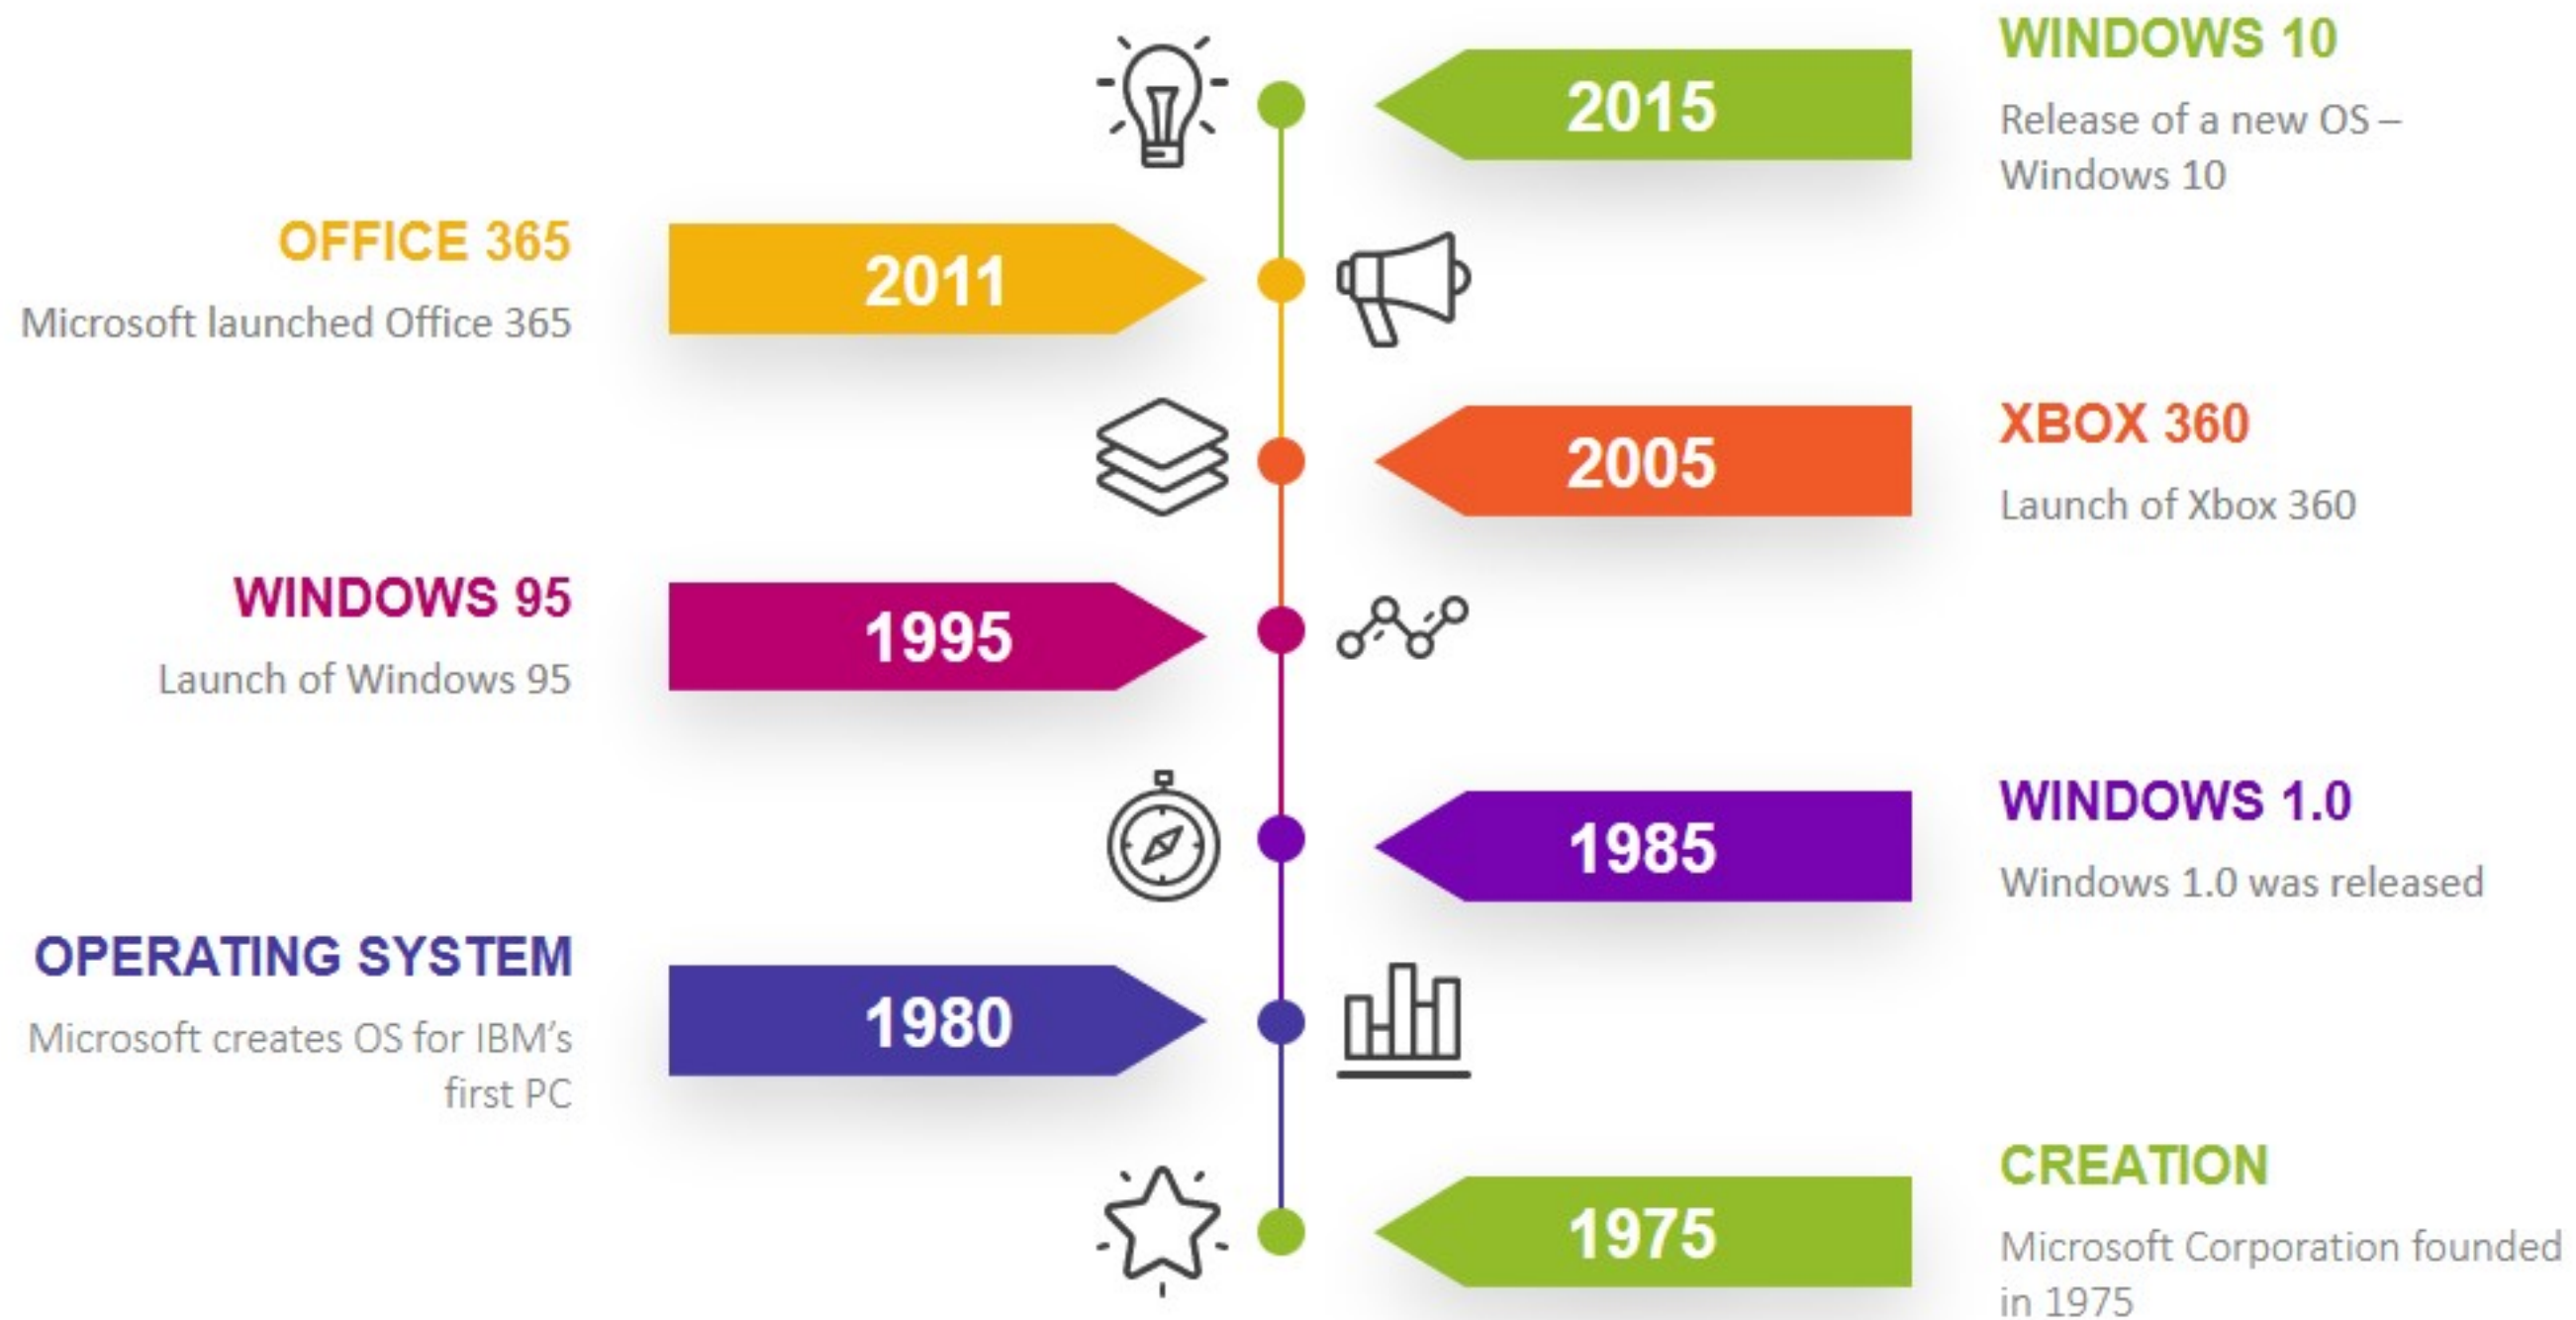 WINDOWS 10
2015
Release of a new OS –
Windows 10
OFFICE 365
2011
Microsoft launched Office 365
XBOX 360
2005
Launch of Xbox 360
WINDOWS 95
1995
Launch of Windows 95
WINDOWS 1.0
1985
Windows 1.0 was released
OPERATING SYSTEM
1980
Microsoft creates OS for IBM’s
first PC
CREATION
1975
Microsoft Corporation founded
in 1975